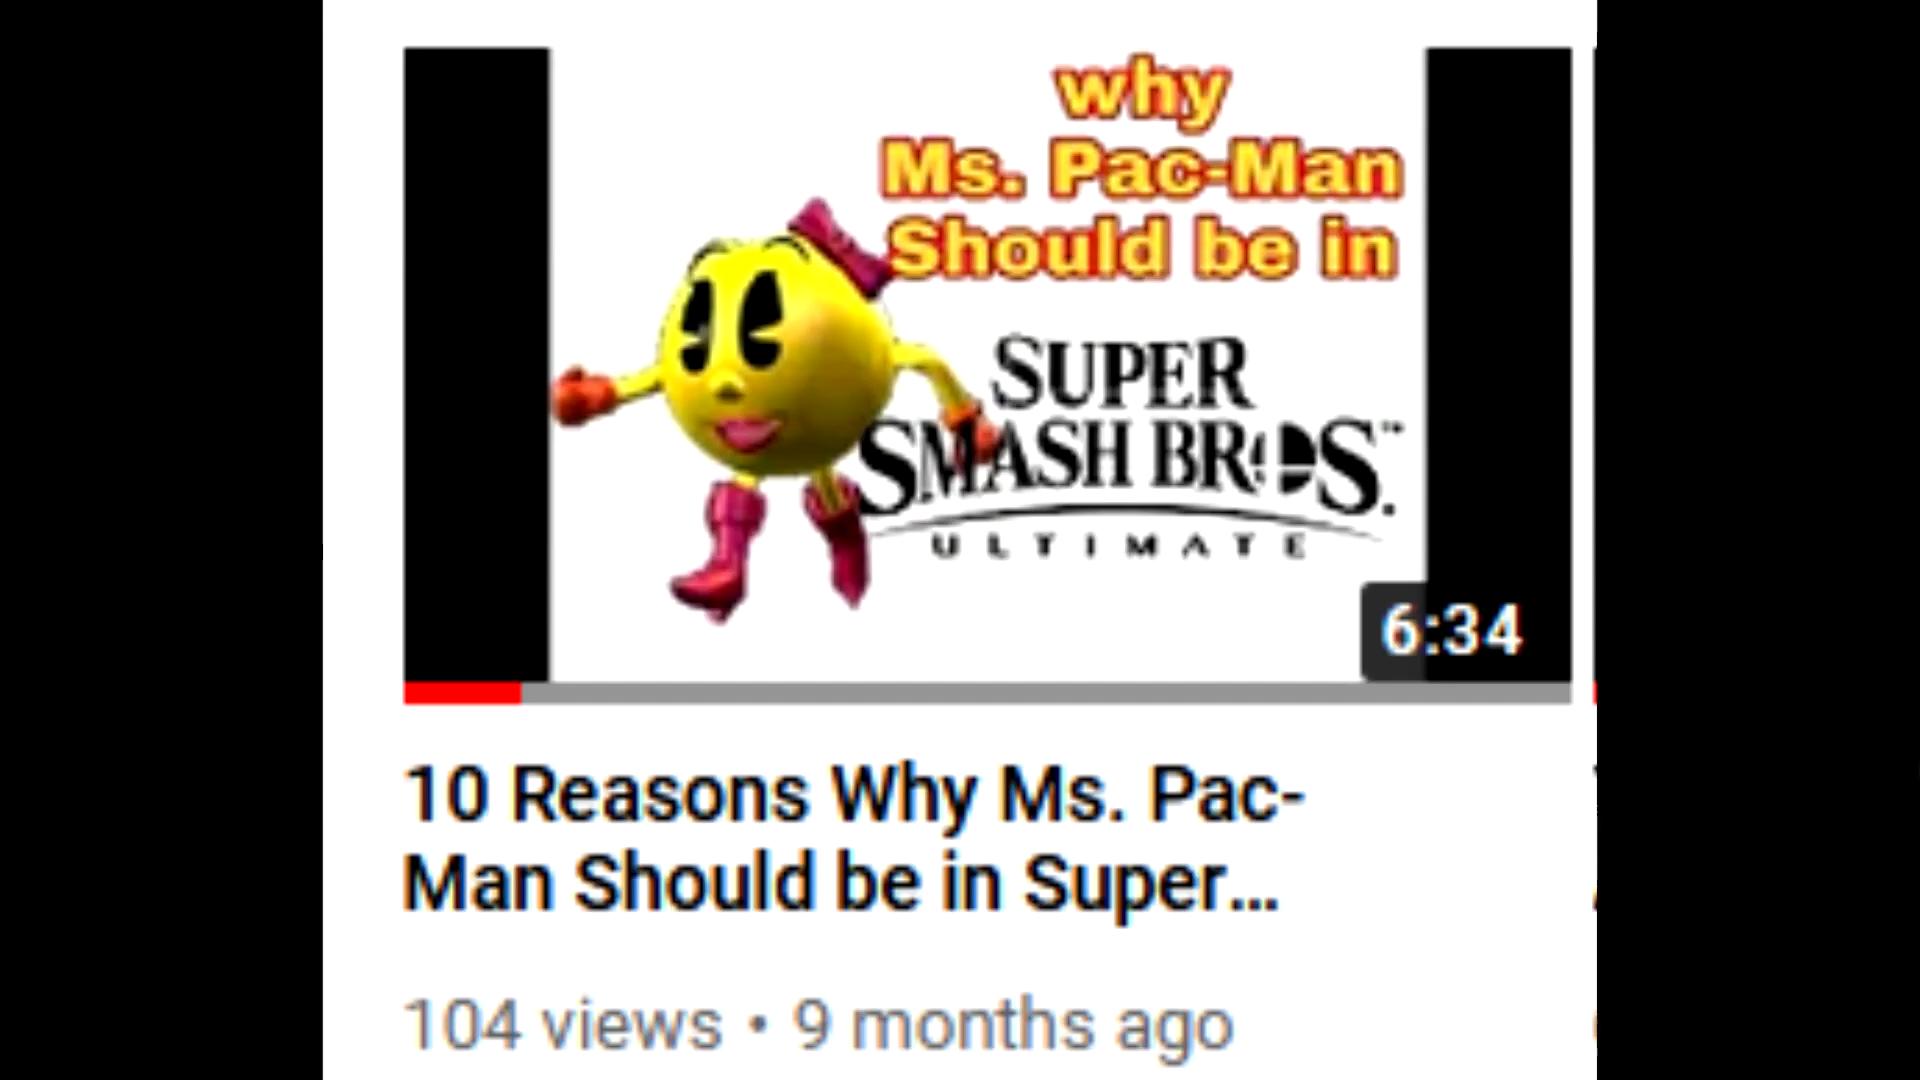 why
Ms. Pac-Man
Should be in
SUPER
SMASH BROS.™
ULTIMATE
6:34
10 Reasons Why Ms. Pac-
Man Should be in Super...
104 views • 9 months ago